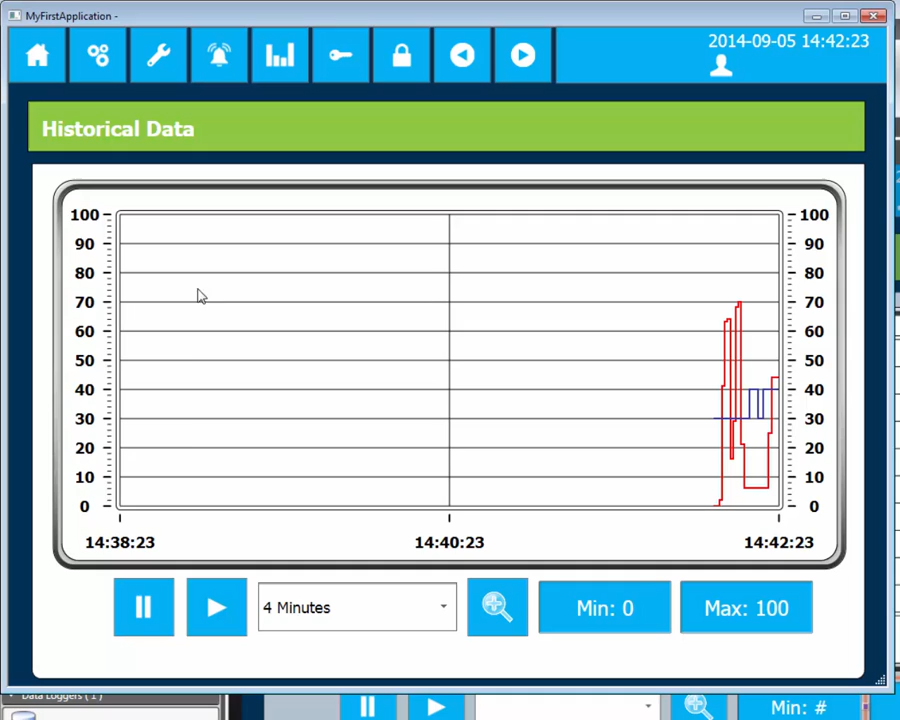 MyFirstApplication -
2014-09-05 14:42:23
Historical Data
100 100
90 90
80 80
70 70
60 60
50 50
40 40
30 30
20 20
10 10
0 0
14:38:23 14:40:23 14:42:23
4 Minutes Min: 0 Max: 100
Data Loggers ( 1 )
Min: #